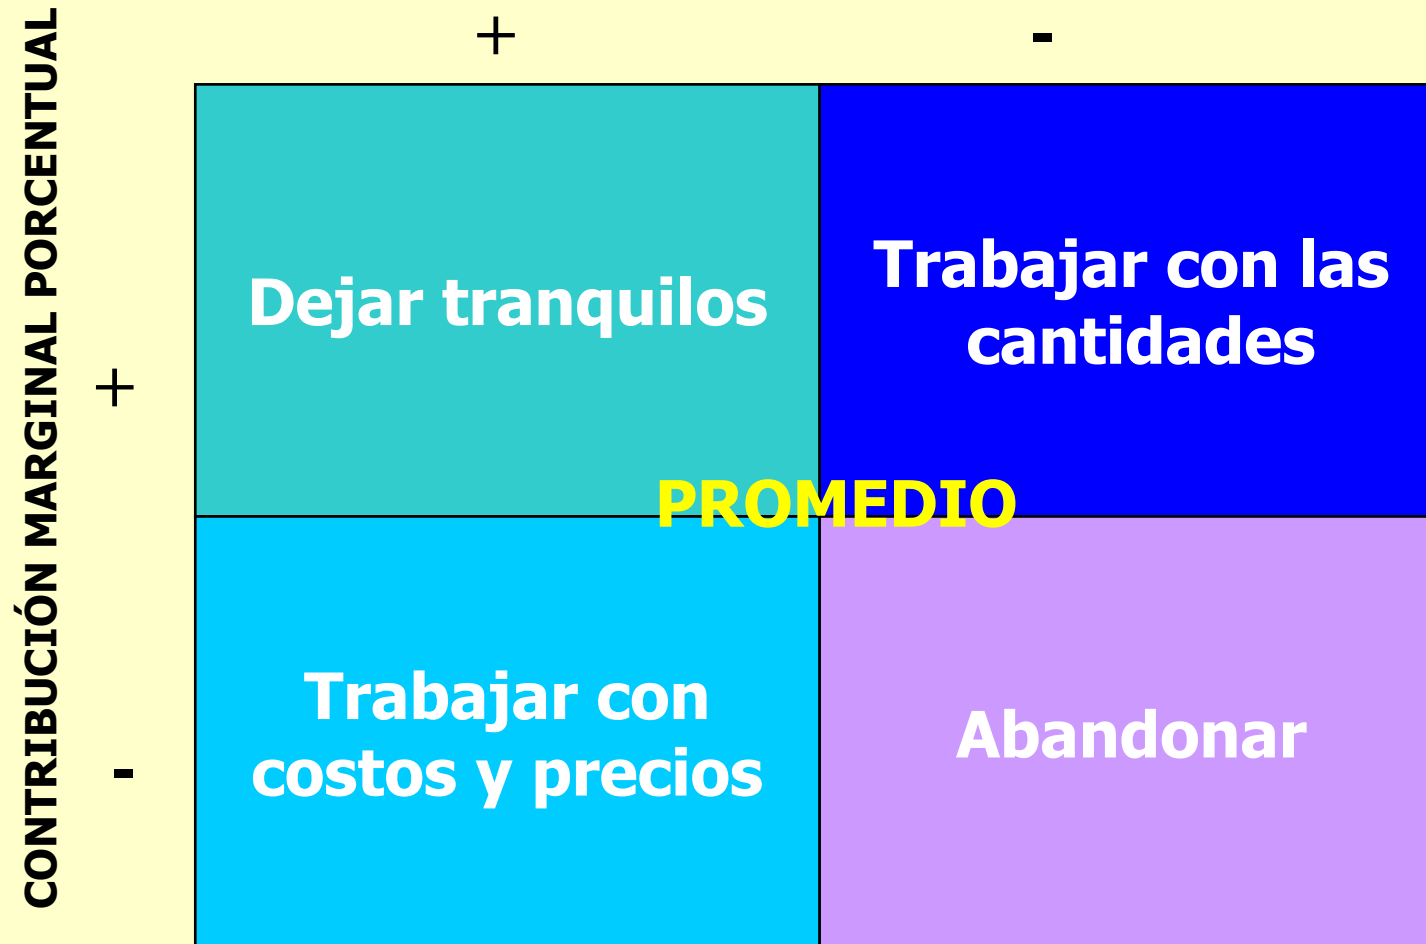 + -
CONTRIBUCIÓN MARGINAL PORCENTUAL
+
Dejar tranquilos
Trabajar con las
cantidades
PROMEDIO
-
Trabajar con
costos y precios
Abandonar